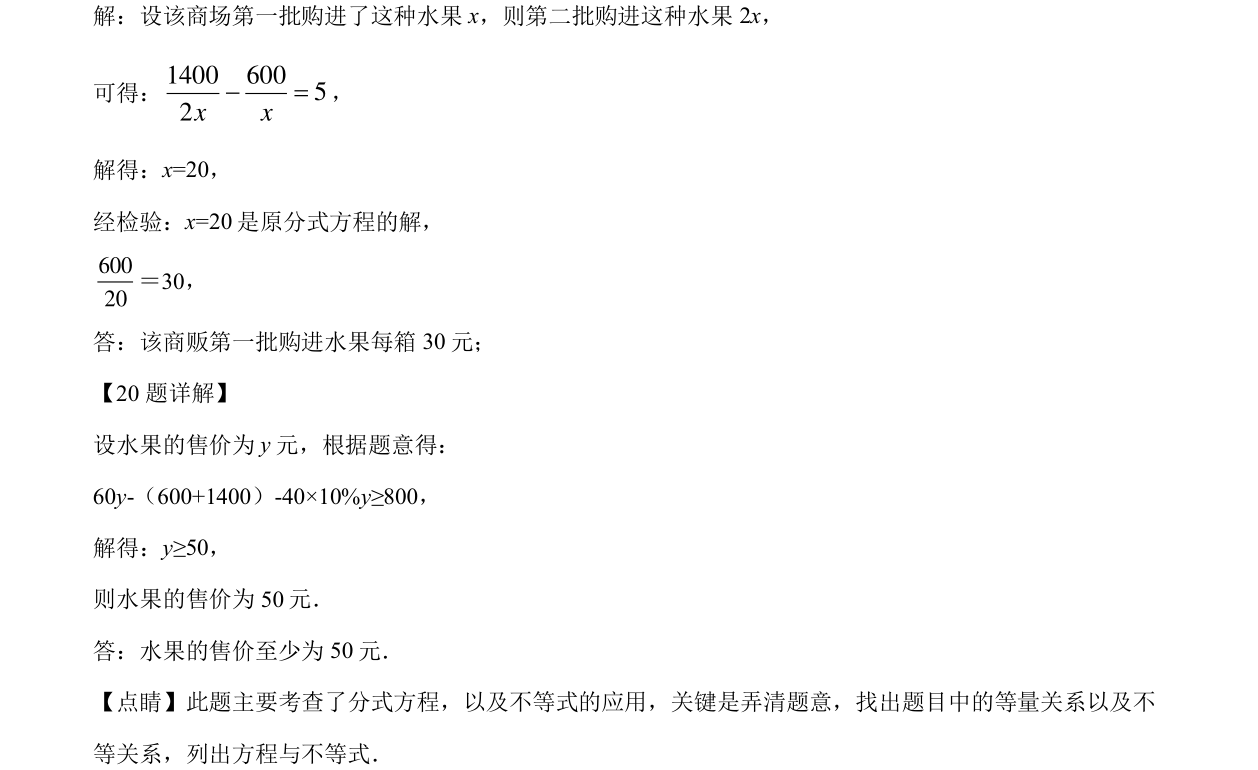 解：设该商场第一批购进了这种水果 x，则第二批购进这种水果 2x，
可得：1400/2x − 600/x = 5，
解得：x=20，
经检验：x=20 是原分式方程的解，
600/20 =30，
答：该商贩第一批购进水果每箱 30 元；
【20 题详解】
设水果的售价为 y 元，根据题意得：
60y-（600+1400）-40×10%y≥800，
解得：y≥50，
则水果的售价为 50 元．
答：水果的售价至少为 50 元．
【点睛】此题主要考查了分式方程，以及不等式的应用，关键是弄清题意，找出题目中的等量关系以及不
等关系，列出方程与不等式．